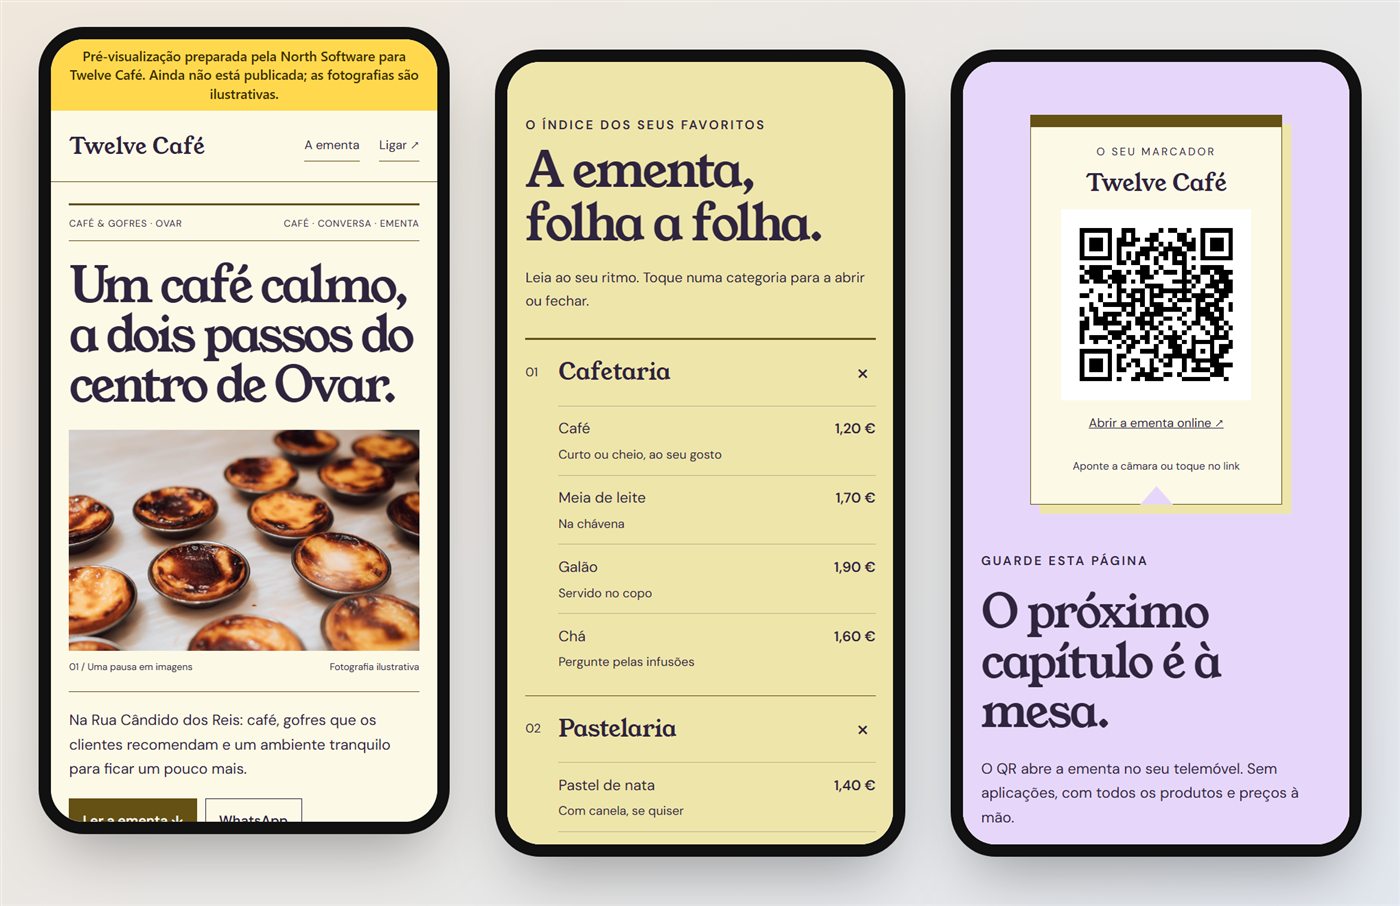 Pré-visualização preparada pela North Software para
Twelve Café. Ainda não está publicada; as fotografias são
ilustrativas.
Twelve Café
A ementa
Ligar ↗
CAFÉ & GOFRES · OVAR
CAFÉ · CONVERSA · EMENTA
Um café calmo,
a dois passos do
centro de Ovar.
01 / Uma pausa em imagens
Fotografia ilustrativa
Na Rua Cândido dos Reis: café, gofres que os
clientes recomendam e um ambiente tranquilo
para ficar um pouco mais.
Ler a ementa ↓
WhatsApp
O ÍNDICE DOS SEUS FAVORITOS
A ementa,
folha a folha.
Leia ao seu ritmo. Toque numa categoria para a abrir
ou fechar.
01 Cafetaria ×
Café 1,20 €
Curto ou cheio, ao seu gosto
Meia de leite 1,70 €
Na chávena
Galão 1,90 €
Servido no copo
Chá 1,60 €
Pergunte pelas infusões
02 Pastelaria ×
Pastel de nata 1,40 €
Com canela, se quiser
O SEU MARCADOR
Twelve Café
Abrir a ementa online ↗
Aponte a câmara ou toque no link
GUARDE ESTA PÁGINA
O próximo
capítulo é à
mesa.
O QR abre a ementa no seu telemóvel. Sem
aplicações, com todos os produtos e preços à
mão.